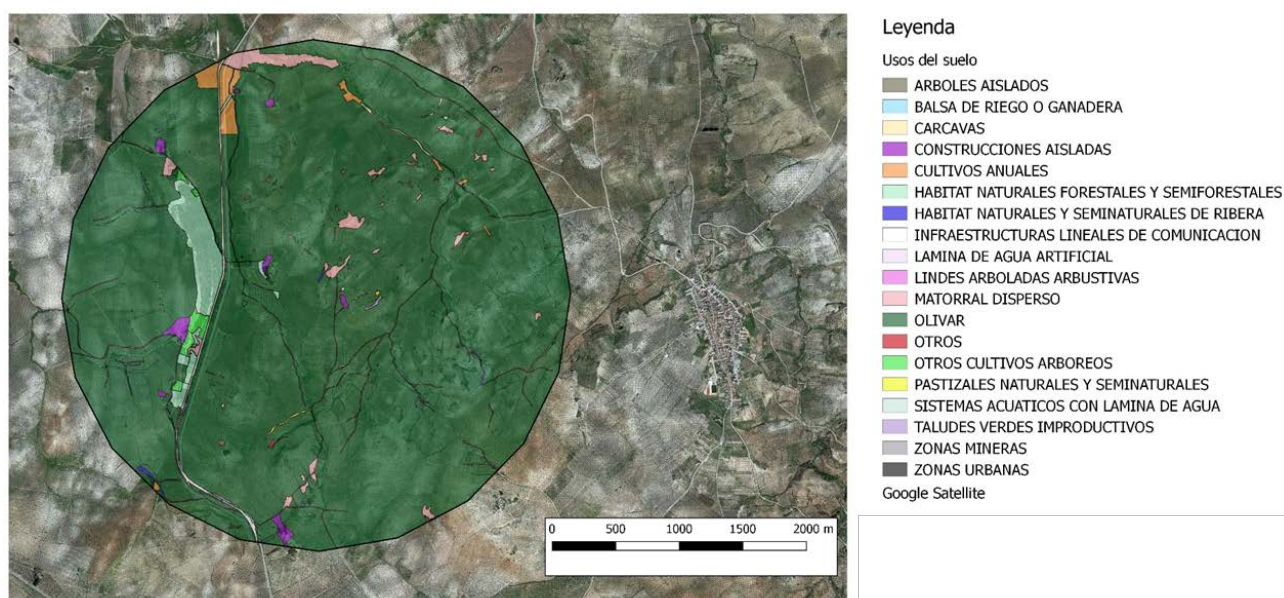 Leyenda
Usos del suelo
ARBOLES AISLADOS
BALSA DE RIEGO O GANADERA
CARCAVAS
CONSTRUCCIONES AISLADAS
CULTIVOS ANUALES
HABITAT NATURALES FORESTALES Y SEMIFORESTALES
HABITAT NATURALES Y SEMINATURALES DE RIBERA
INFRAESTRUCTURAS LINEALES DE COMUNICACION
LAMINA DE AGUA ARTIFICIAL
LINDES ARBOLADAS ARBUSTIVAS
MATORRAL DISPERSO
OLIVAR
OTROS
OTROS CULTIVOS ARBOREOS
PASTIZALES NATURALES Y SEMINATURALES
SISTEMAS ACUATICOS CON LAMINA DE AGUA
TALUDES VERDES IMPRODUCTIVOS
ZONAS MINERAS
ZONAS URBANAS
Google Satellite
0 500 1000 1500 2000 m